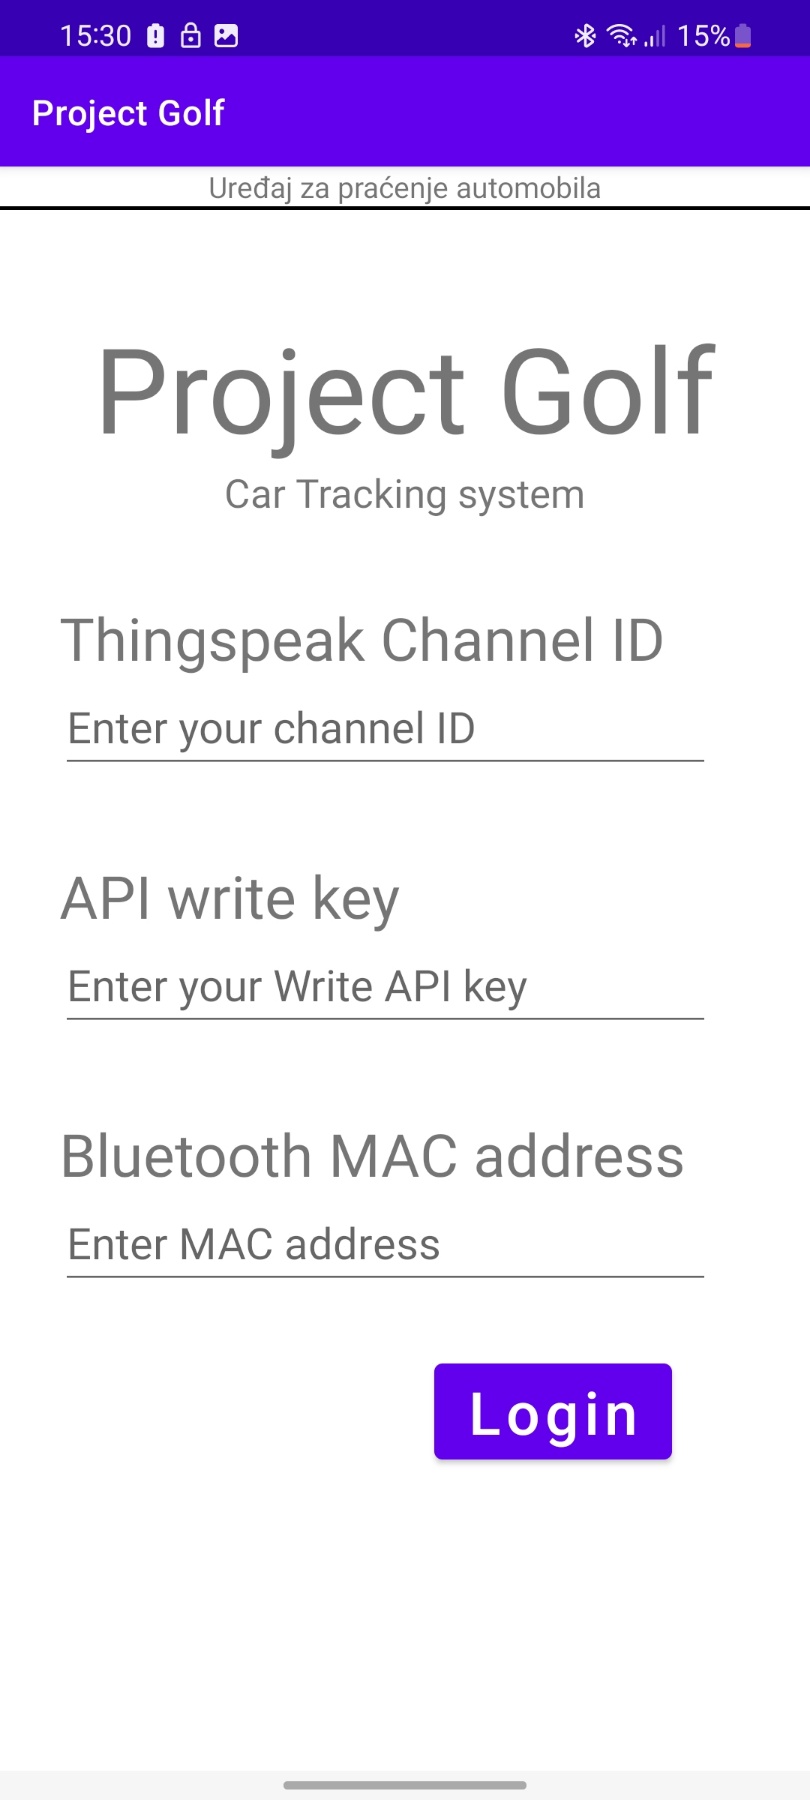 15:30 15%
Project Golf
Uređaj za praćenje automobila
Project Golf
Car Tracking system
Thingspeak Channel ID
Enter your channel ID
API write key
Enter your Write API key
Bluetooth MAC address
Enter MAC address
Login